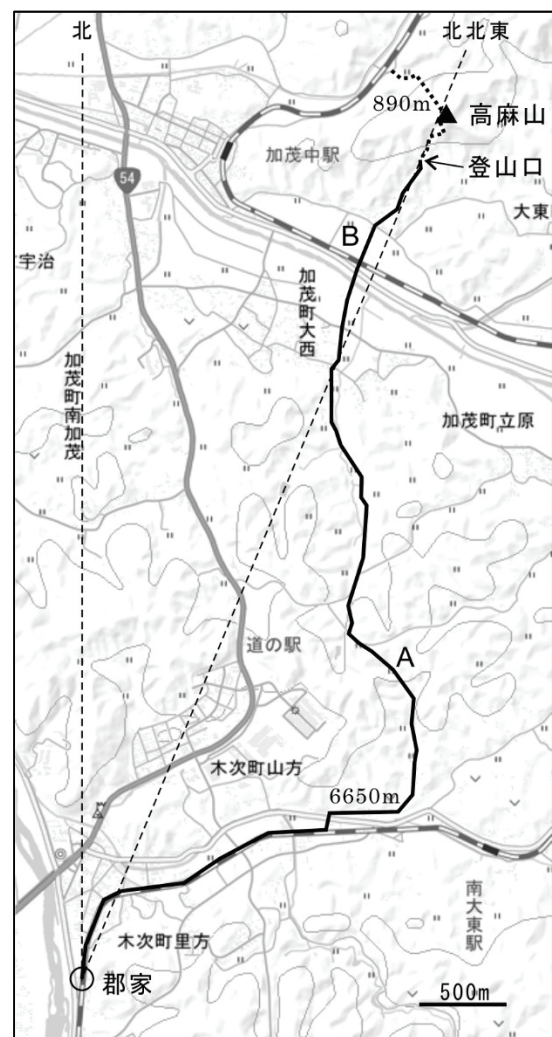 北
北北東
890m
高麻山
加茂中駅
登山口
54
大東
宇治
B
加茂町大西
加茂町南加茂
加茂町立原
道の駅
A
木次町山方
6650m
南大東駅
木次町里方
郡家
500m